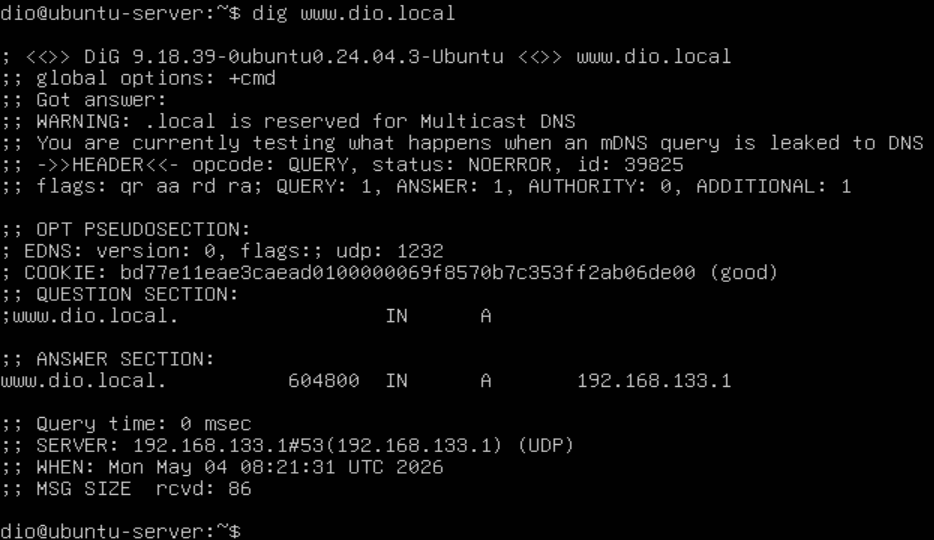 dio@ubuntu-server:~$ dig www.dio.local
; <<>> DiG 9.18.39-0ubuntu0.24.04.3-Ubuntu <<>> www.dio.local
;; global options: +cmd
;; Got answer:
;; WARNING: .local is reserved for Multicast DNS
;; You are currently testing what happens when an mDNS query is leaked to DNS
;; ->>HEADER<<- opcode: QUERY, status: NOERROR, id: 39825
;; flags: qr aa rd ra; QUERY: 1, ANSWER: 1, AUTHORITY: 0, ADDITIONAL: 1
;; OPT PSEUDOSECTION:
; EDNS: version: 0, flags:; udp: 1232
; COOKIE: bd77e11eae3caead0100000069f8570b7c353ff2ab06de00 (good)
;; QUESTION SECTION:
;www.dio.local. IN A
;; ANSWER SECTION:
www.dio.local. 604800 IN A 192.168.133.1
;; Query time: 0 msec
;; SERVER: 192.168.133.1#53(192.168.133.1) (UDP)
;; WHEN: Mon May 04 08:21:31 UTC 2026
;; MSG SIZE rcvd: 86
dio@ubuntu-server:~$